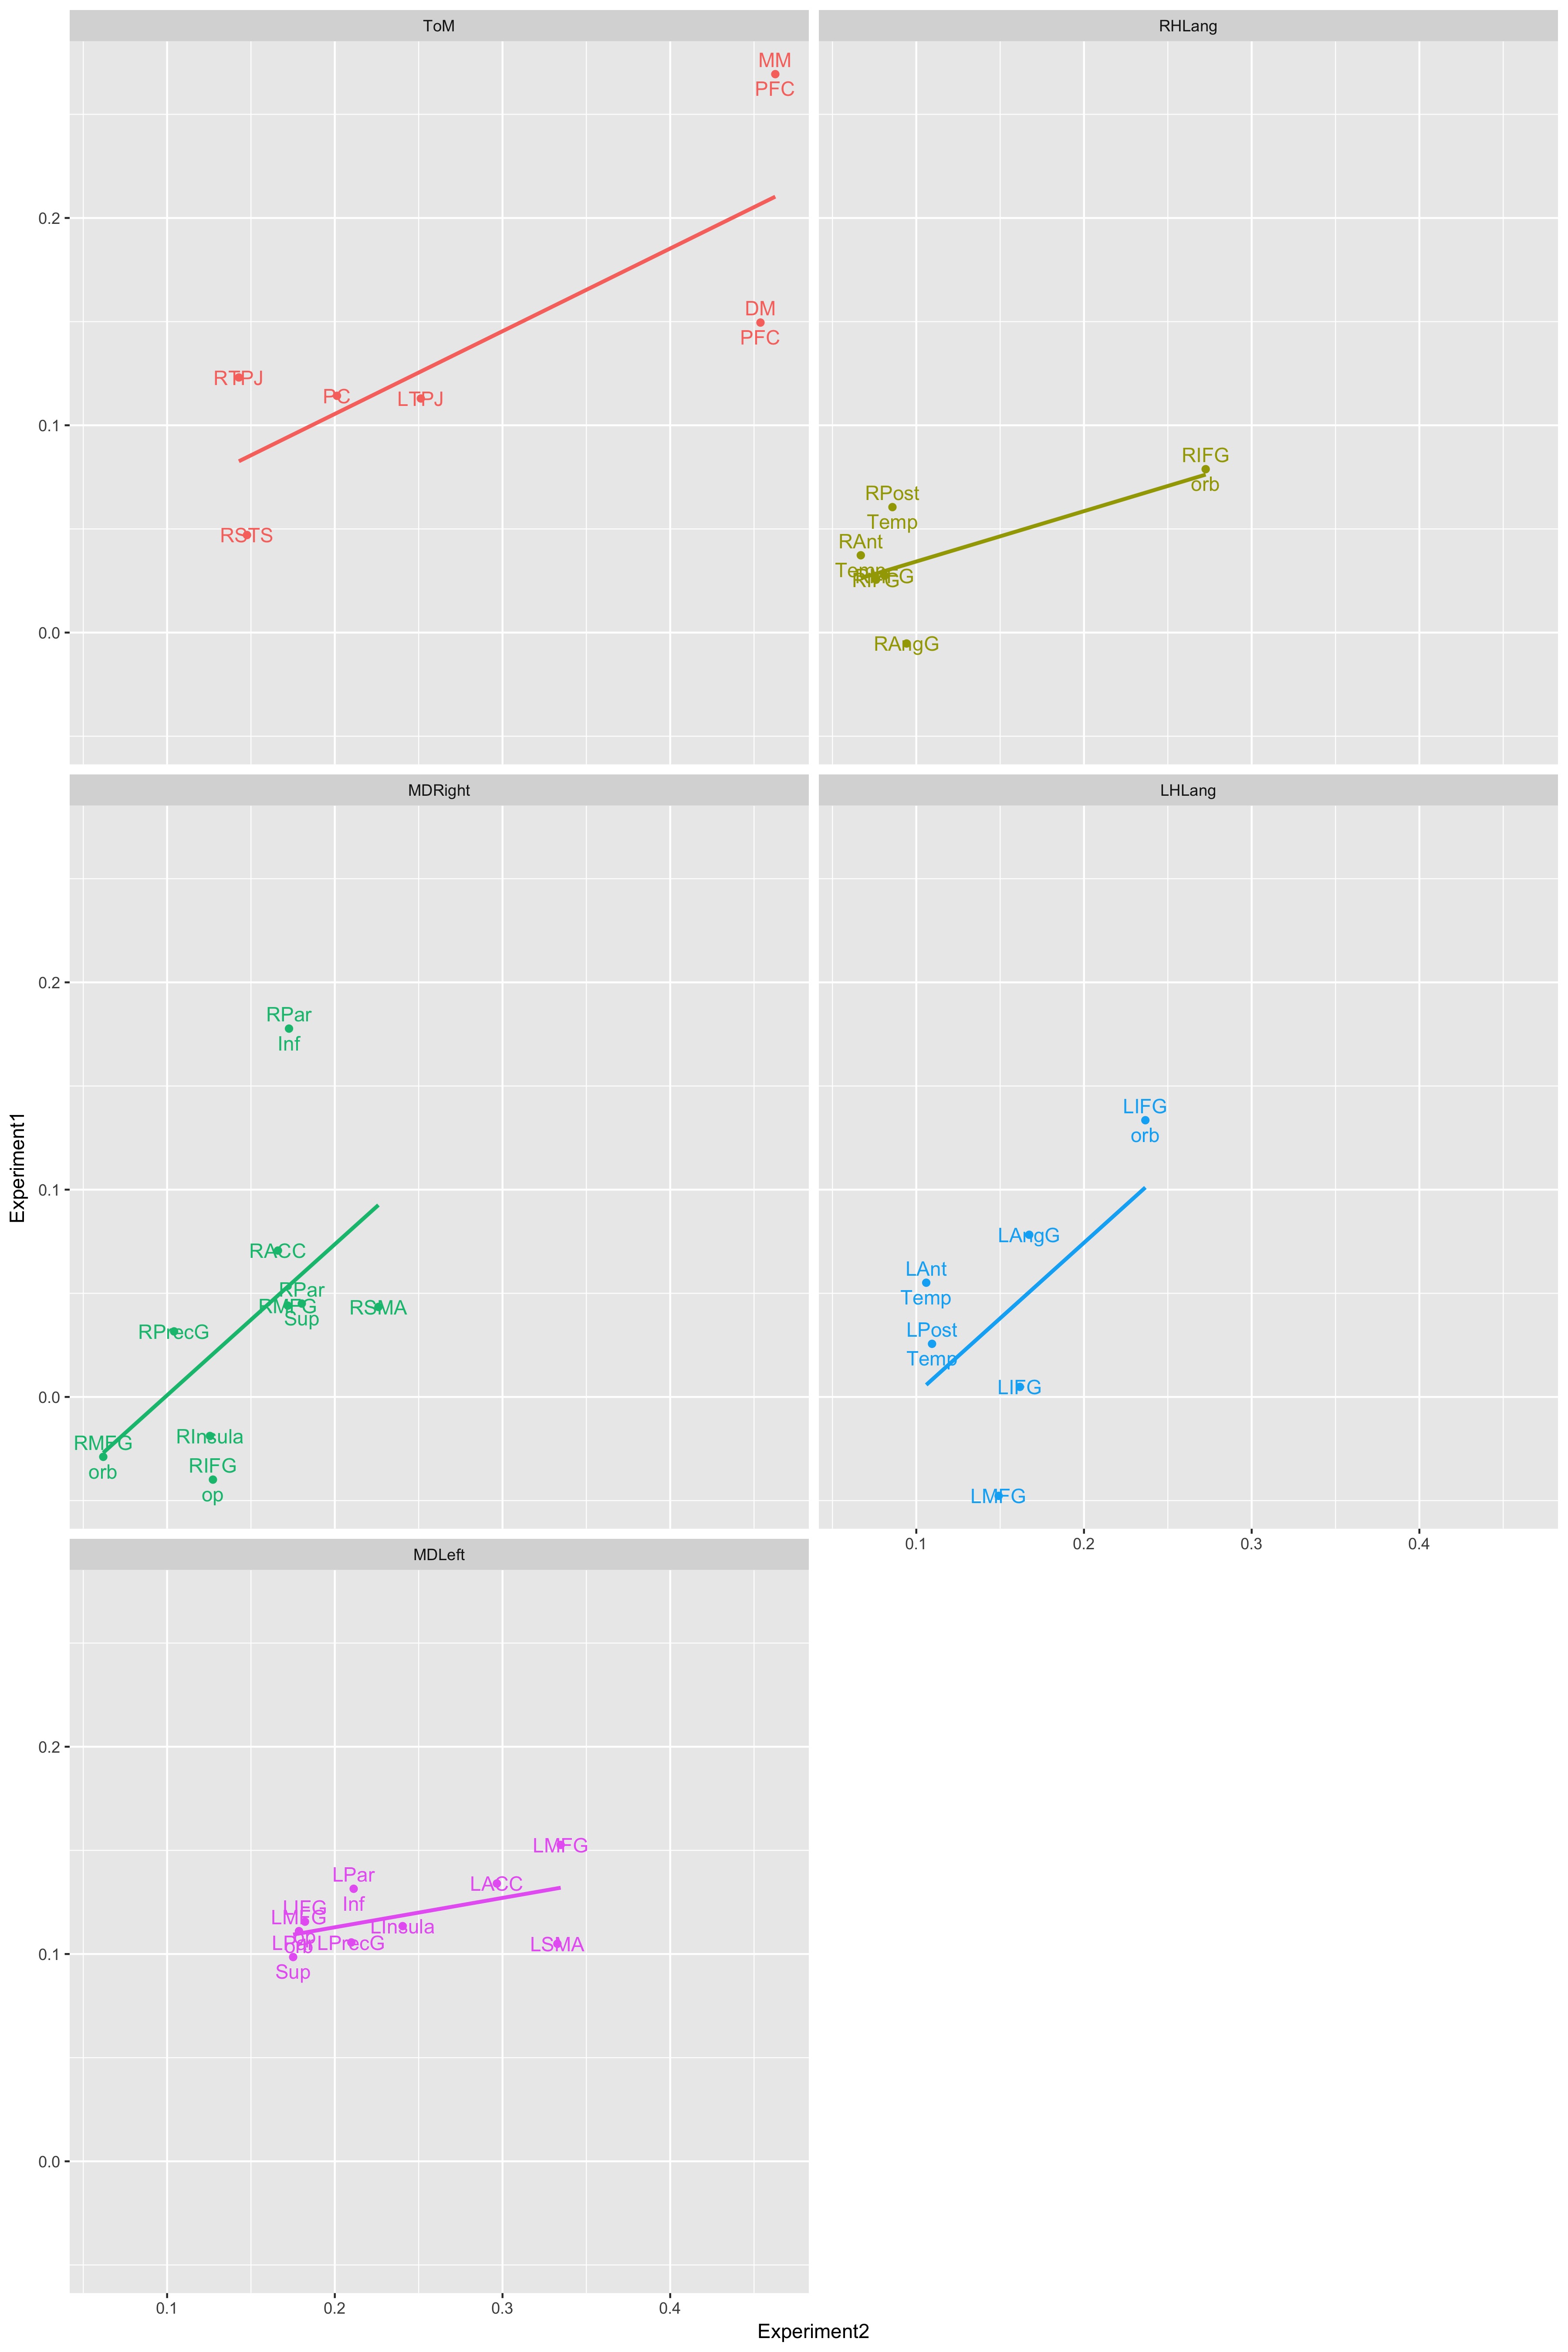 ToM
RHLang
MM
PFC
0.2
DM
PFC
RTPJ
PC
LTPJ
0.1
RSTS
0.0
RIFG
orb
RPost
Temp
RAnt
Temp
RIFG
RAngG
MDRight
LHLang
0.2
RPar
Inf
0.1
RACC
RPar
Sup
RMFG
RSMA
RPrecG
0.0
RInsula
RMFG
orb
RIFG
op
LIFG
orb
LAngG
LAnt
Temp
LPost
Temp
LIFG
LMFG
0.1
0.2
0.3
0.4
MDLeft
0.2
LMFG
LPar
Inf
LACC
LIFG
op
LMFG
orb
LInsula
LPar
Sup
LPrecG
LSMA
0.1
0.0
0.1
0.2
0.3
0.4
Experiment1
Experiment2